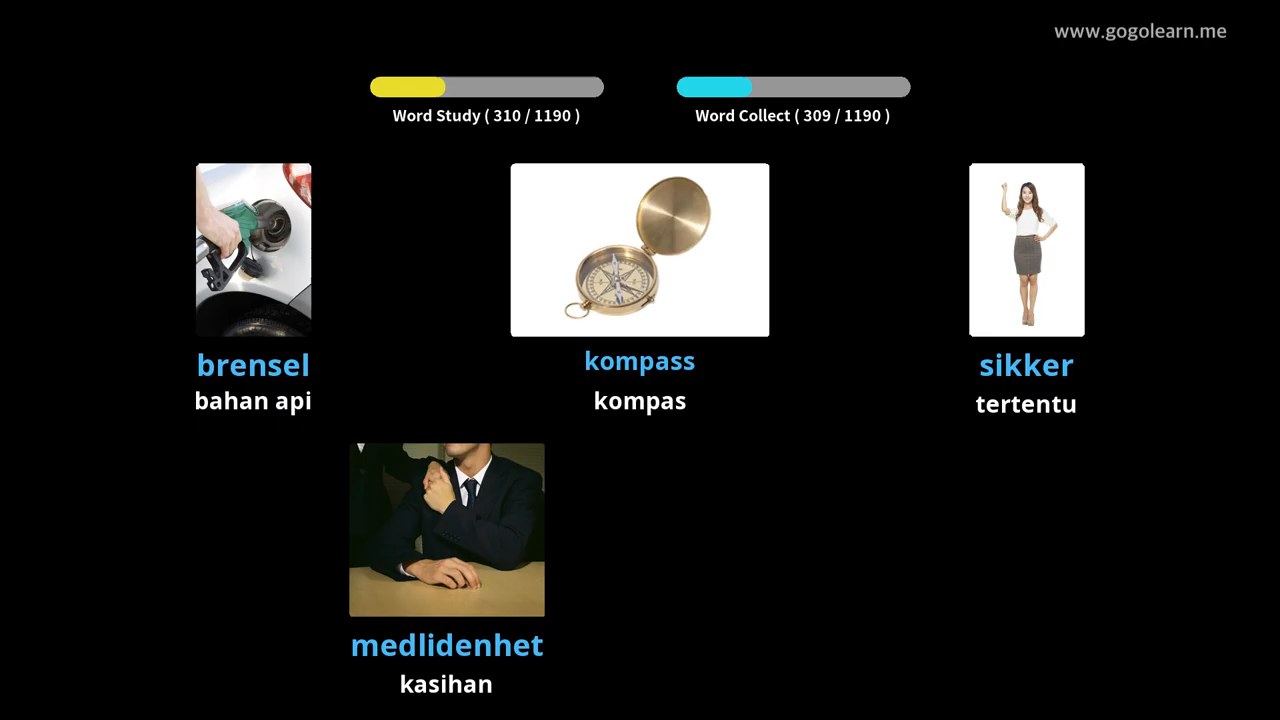 www.gogolearn.me
Word Study ( 310 / 1190 )
Word Collect ( 309 / 1190 )
brensel
bahan api
kompass
kompas
sikker
tertentu
medlidenhet
kasihan